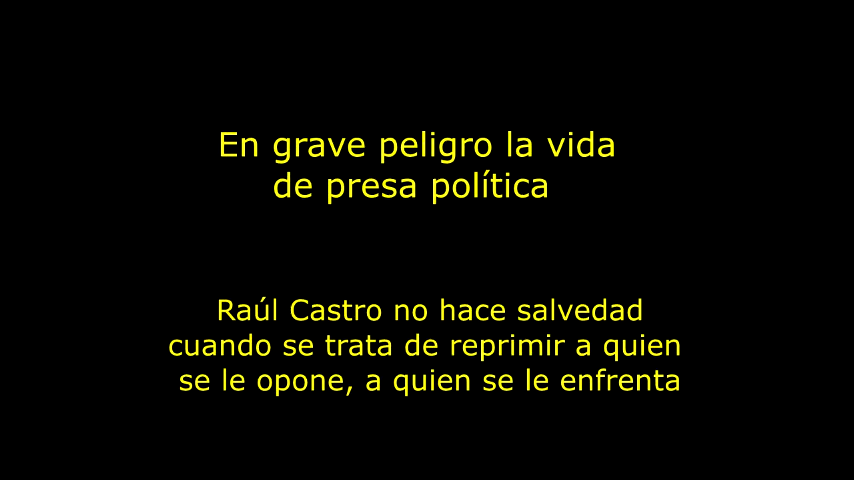 En grave peligro la vida
de presa política
Raúl Castro no hace salvedad
cuando se trata de reprimir a quien
se le opone, a quien se le enfrenta